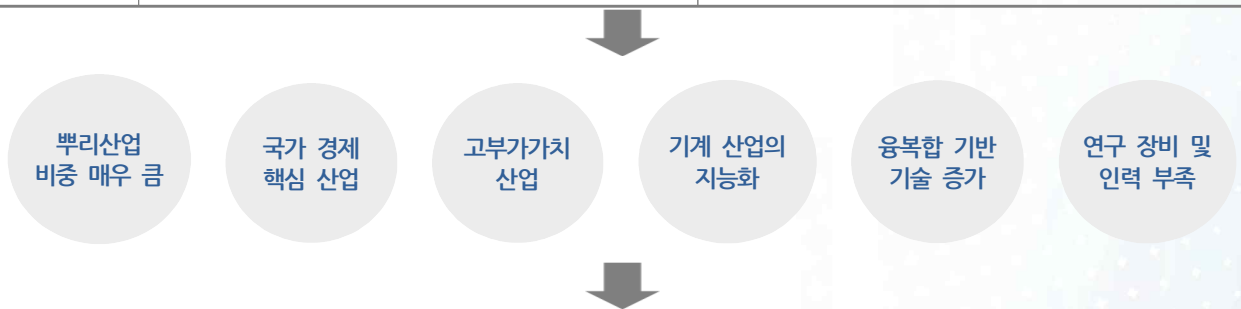 뿌리산업
비중 매우 큼
국가 경제
핵심 산업
고부가가치
산업
기계 산업의
지능화
융복합 기반
기술 증가
연구 장비 및
인력 부족